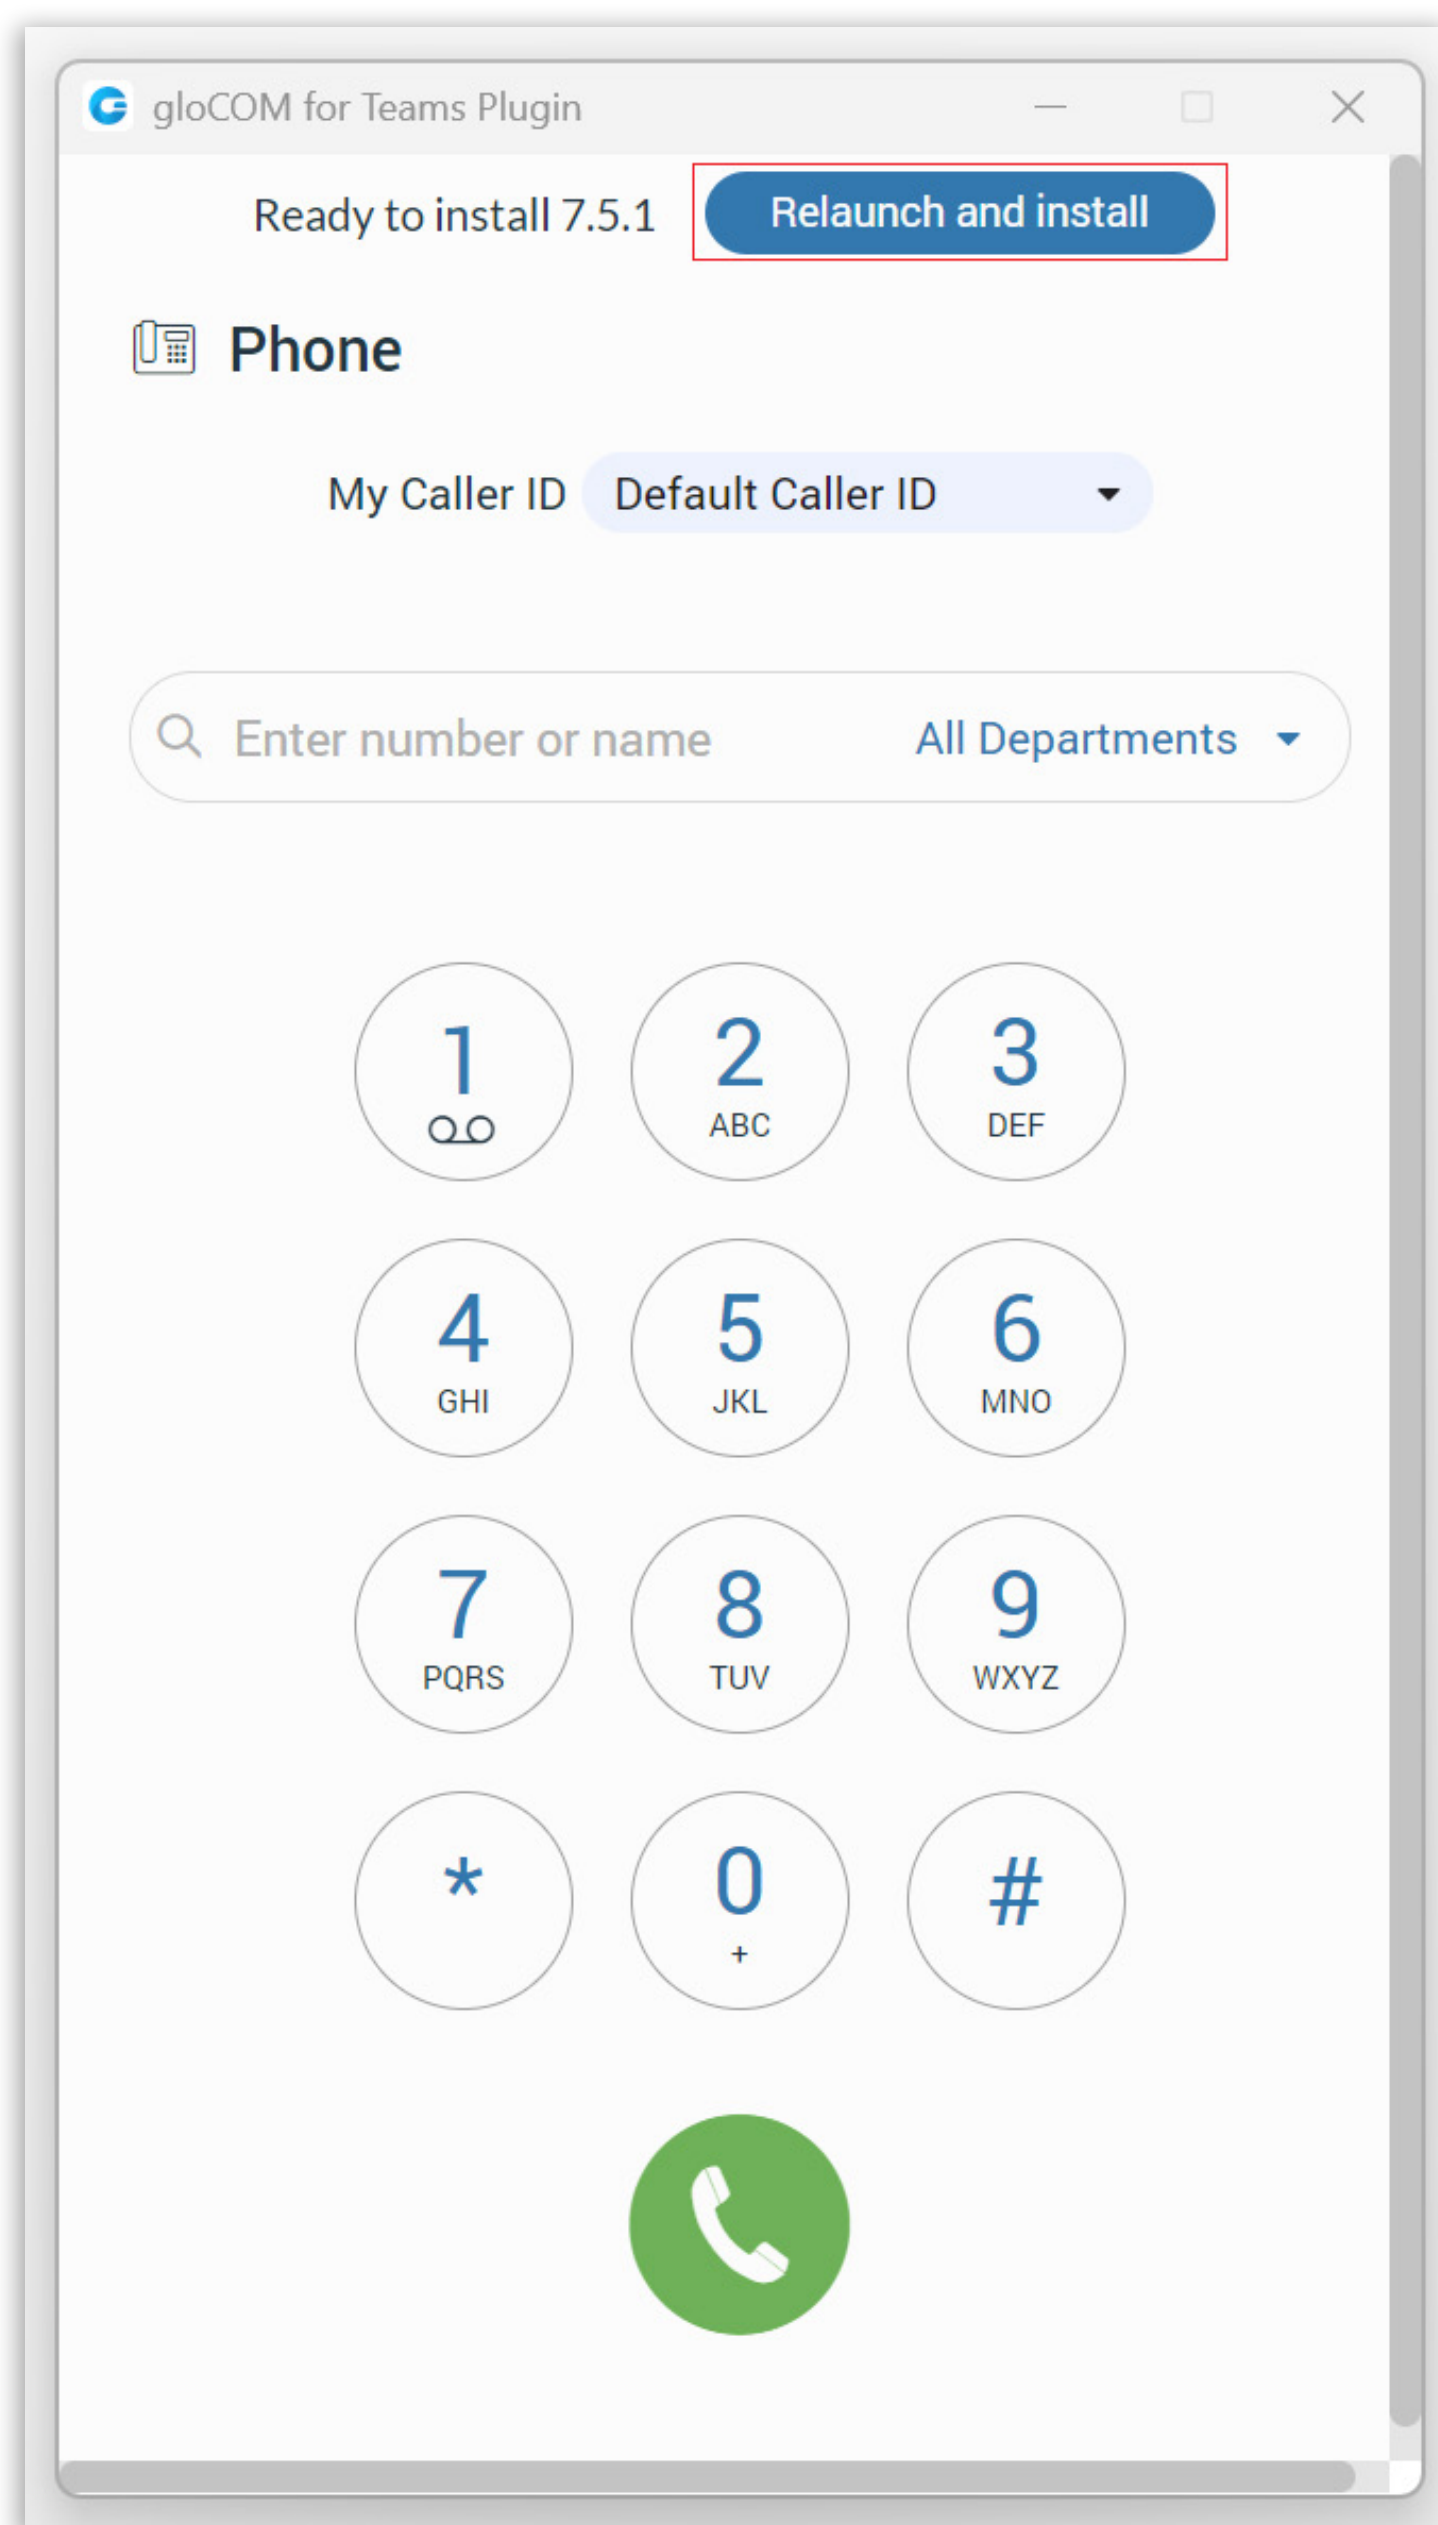 gloCOM for Teams Plugin
Ready to install 7.5.1 Relaunch and install
Phone
My Caller ID Default Caller ID
Enter number or name All Departments
1 2 3
ABC DEF
4 5 6
GHI JKL MNO
7 8 9
PQRS TUV WXYZ
* 0 #
+